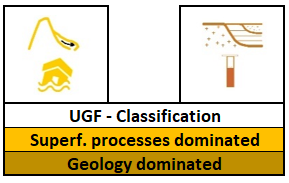 UGF - Classification
Superf. processes dominated
Geology dominated